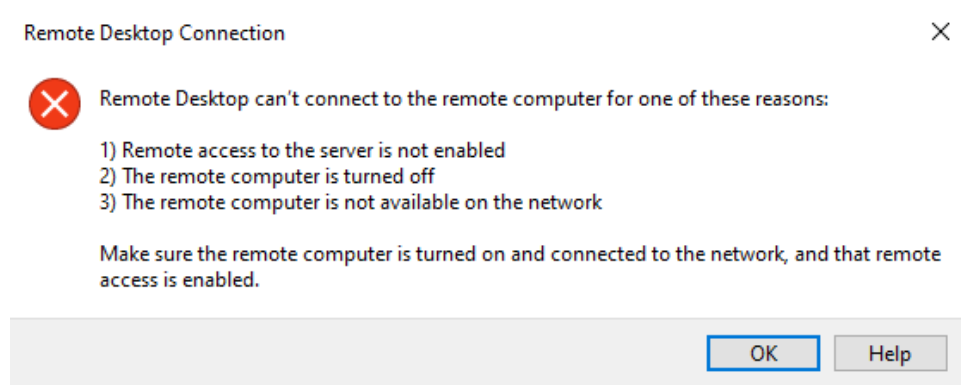 Remote Desktop Connection
Remote Desktop can't connect to the remote computer for one of these reasons:
1) Remote access to the server is not enabled
2) The remote computer is turned off
3) The remote computer is not available on the network
Make sure the remote computer is turned on and connected to the network, and that remote
access is enabled.
OK Help